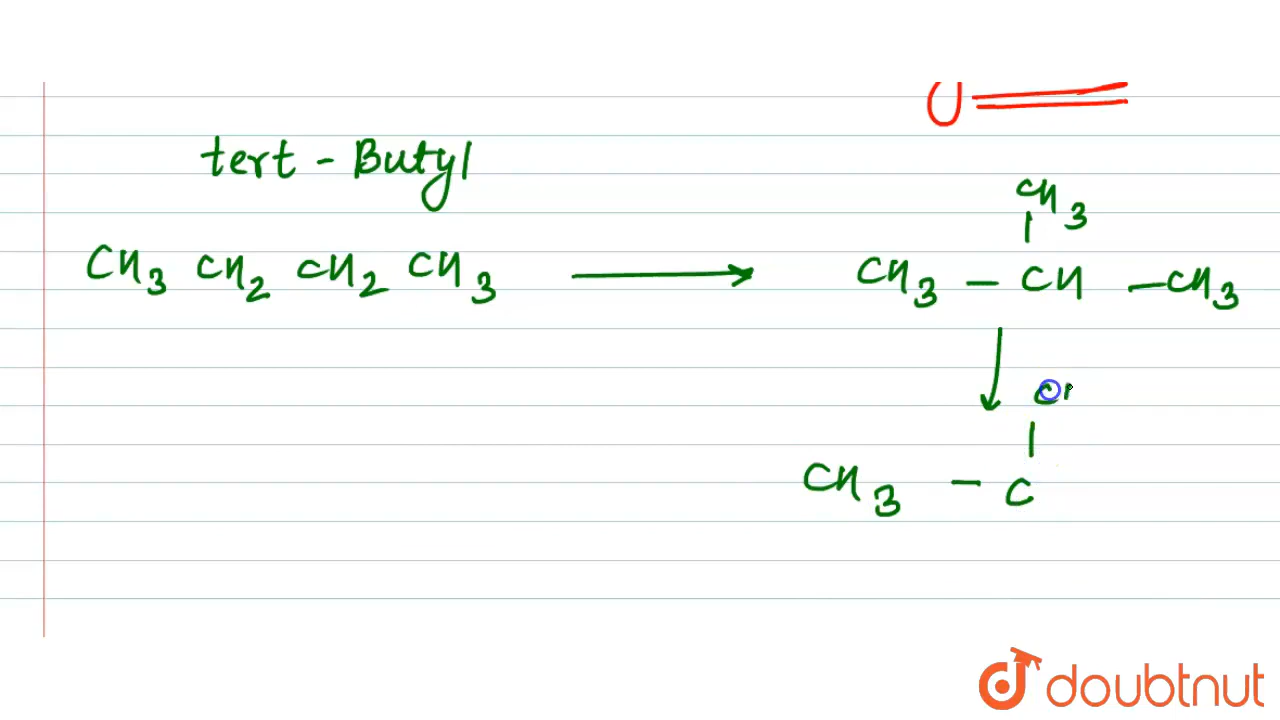 tert - Butyl
CH3
CH3 CH2 CH2 CH3 → CH3 - CH - CH3
CH3 - C
doubtnut